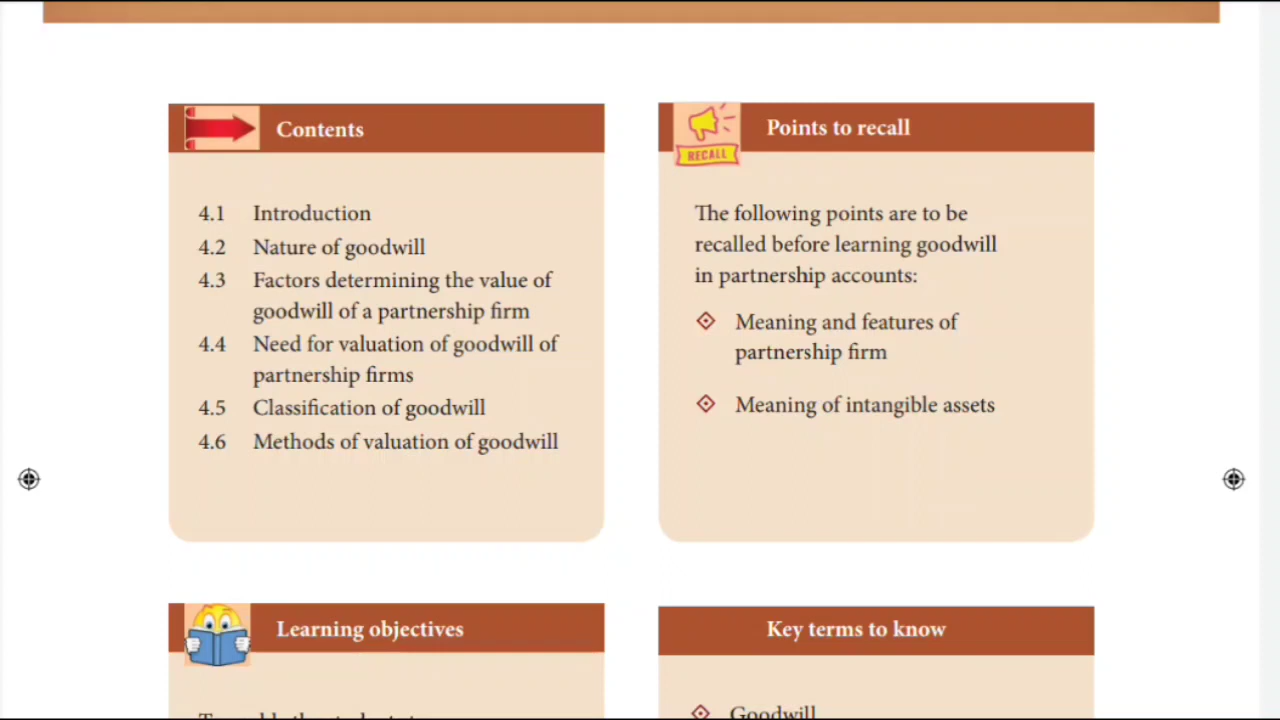 Contents
4.1 Introduction
4.2 Nature of goodwill
4.3 Factors determining the value of
goodwill of a partnership firm
4.4 Need for valuation of goodwill of
partnership firms
4.5 Classification of goodwill
4.6 Methods of valuation of goodwill
RECALL
Points to recall
The following points are to be
recalled before learning goodwill
in partnership accounts:
Meaning and features of
partnership firm
Meaning of intangible assets
Learning objectives
Key terms to know
Goodwill